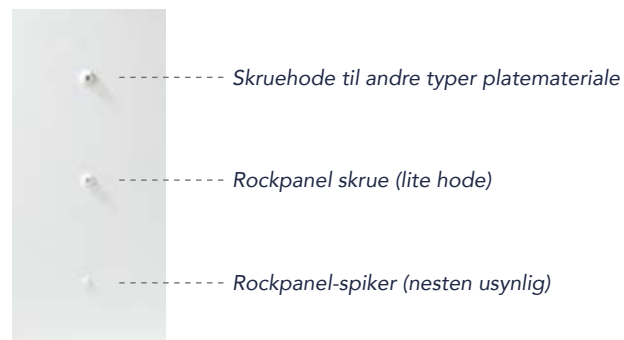 Skruehode til andre typer platemateriale
Rockpanel skrue (lite hode)
Rockpanel-spiker (nesten usynlig)